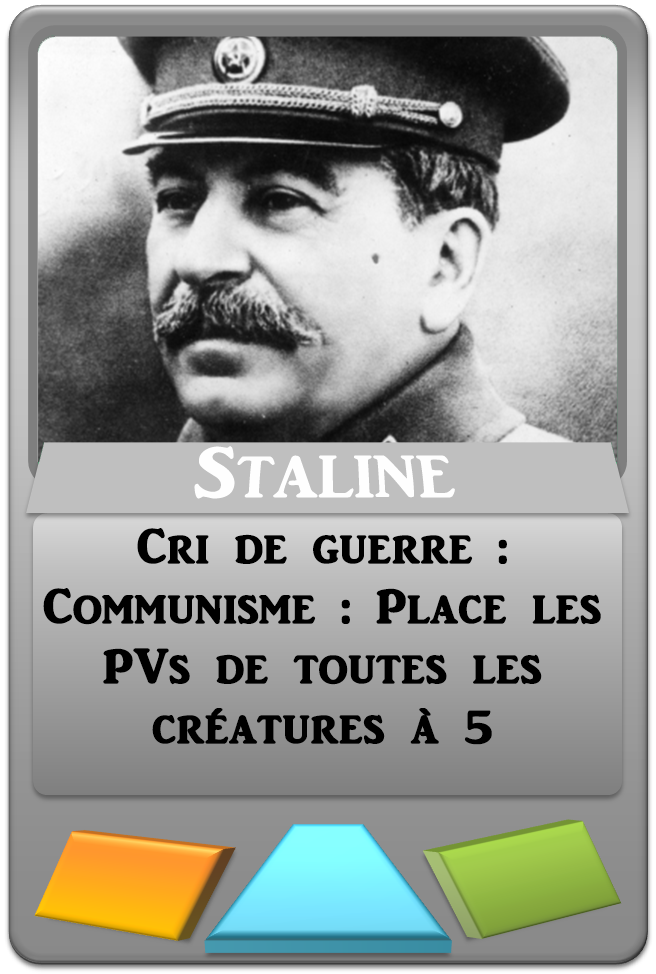 Staline
Cri de guerre :
Communisme : Place les
PVs de toutes les
créatures à 5